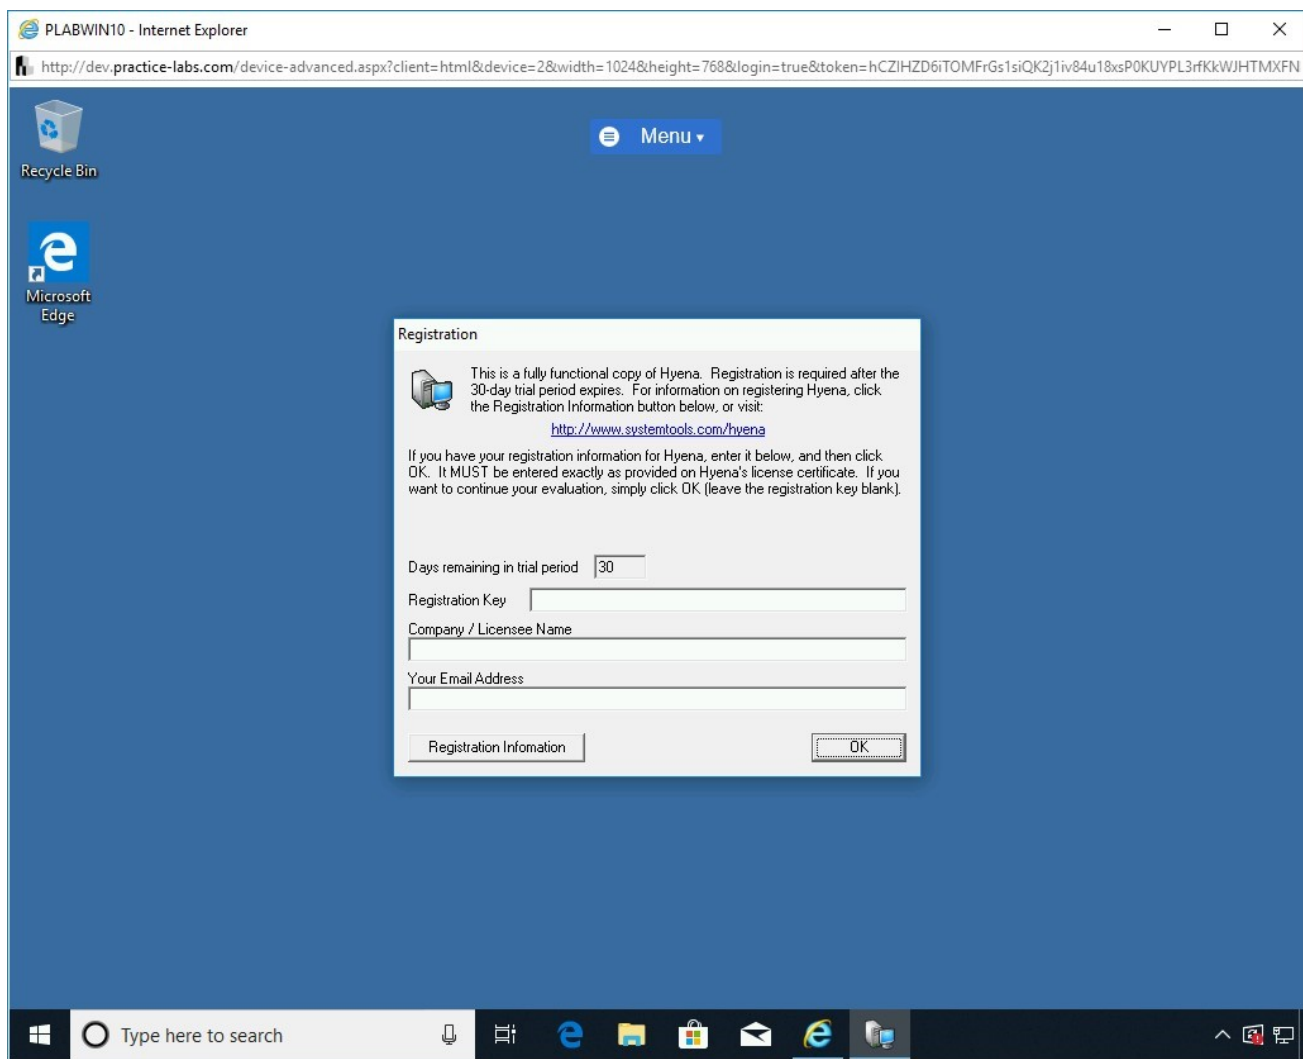 PLABWIN10 - Internet Explorer
http://dev.practice-labs.com/device-advanced.aspx?client=html&device=2&width=1024&height=768&login=true&token=hCZIHZD6iTOMFrGs1siQK2j1iv84u18xsP0KUYPL3rfKkWJHTMXFN
Recycle Bin
Menu
Microsoft
Edge
Registration
This is a fully functional copy of Hyena. Registration is required after the
30-day trial period expires. For information on registering Hyena, click
the Registration Information button below, or visit:
http://www.systemtools.com/hyena
If you have your registration information for Hyena, enter it below, and then click
OK. It MUST be entered exactly as provided on Hyena's license certificate. If you
want to continue your evaluation, simply click OK (leave the registration key blank).
Days remaining in trial period 30
Registration Key
Company / Licensee Name
Your Email Address
Registration Infomation
OK
Type here to search